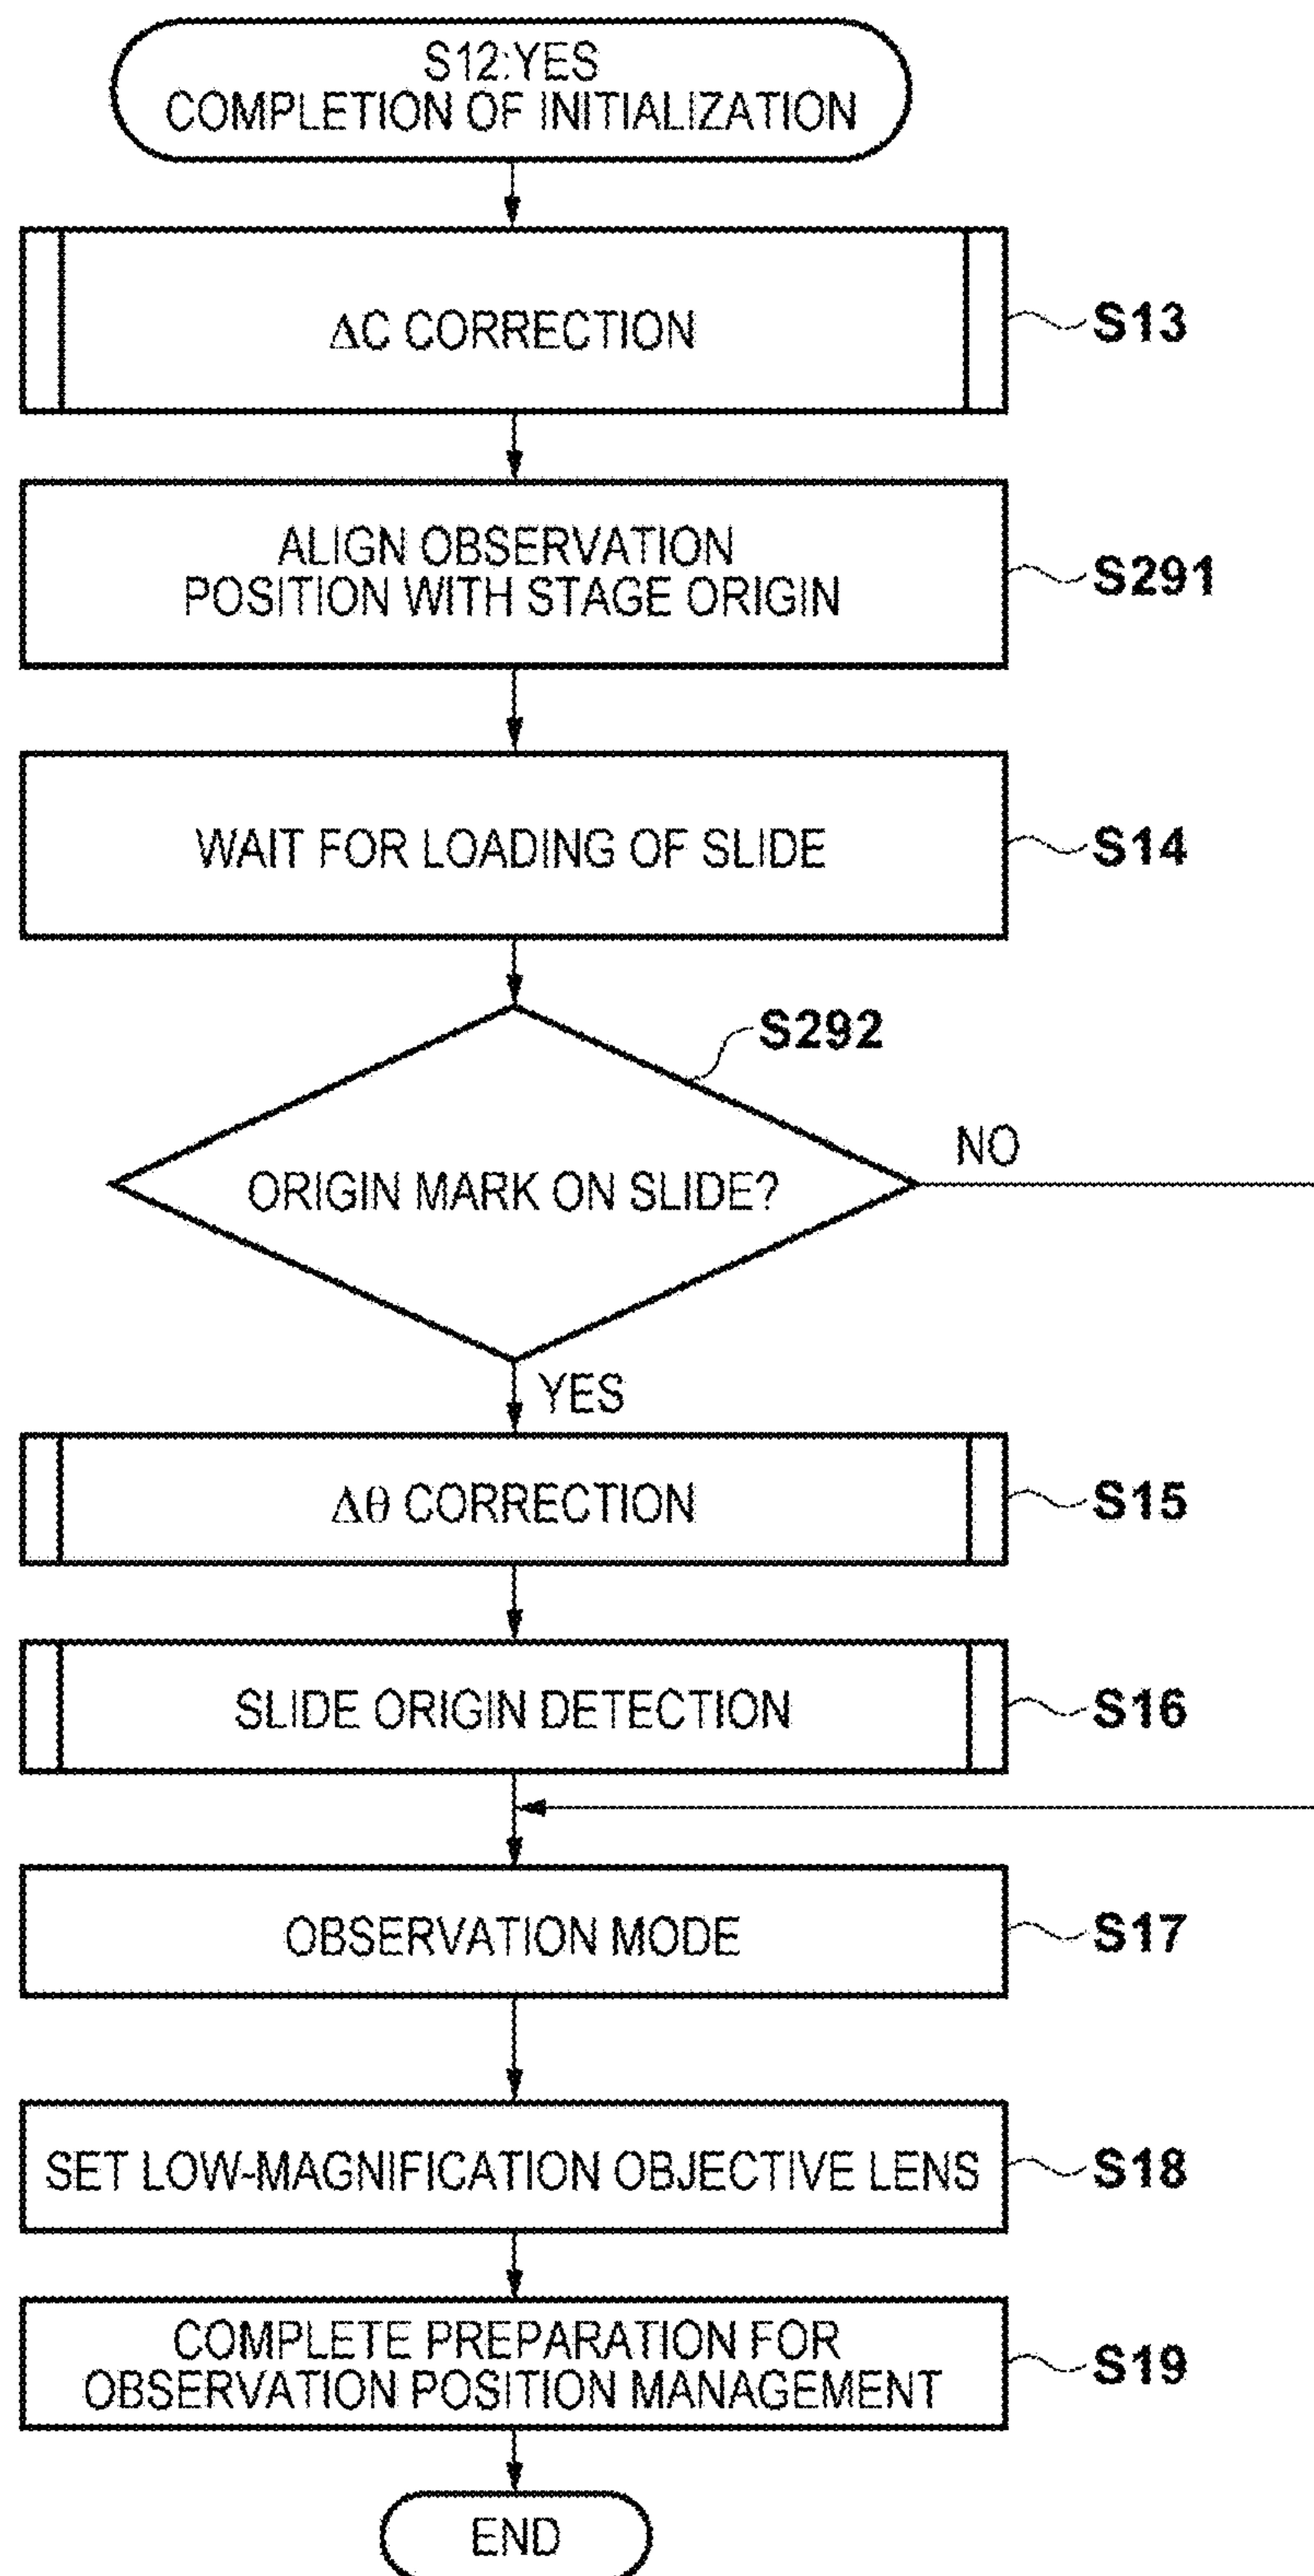 S12:YES
COMPLETION OF INITIALIZATION
ΔC CORRECTION
S13
ALIGN OBSERVATION
POSITION WITH STAGE ORIGIN
S291
WAIT FOR LOADING OF SLIDE
S14
S292
ORIGIN MARK ON SLIDE?
NO
YES
Δθ CORRECTION
S15
SLIDE ORIGIN DETECTION
S16
OBSERVATION MODE
S17
SET LOW-MAGNIFICATION OBJECTIVE LENS
S18
COMPLETE PREPARATION FOR
OBSERVATION POSITION MANAGEMENT
S19
END